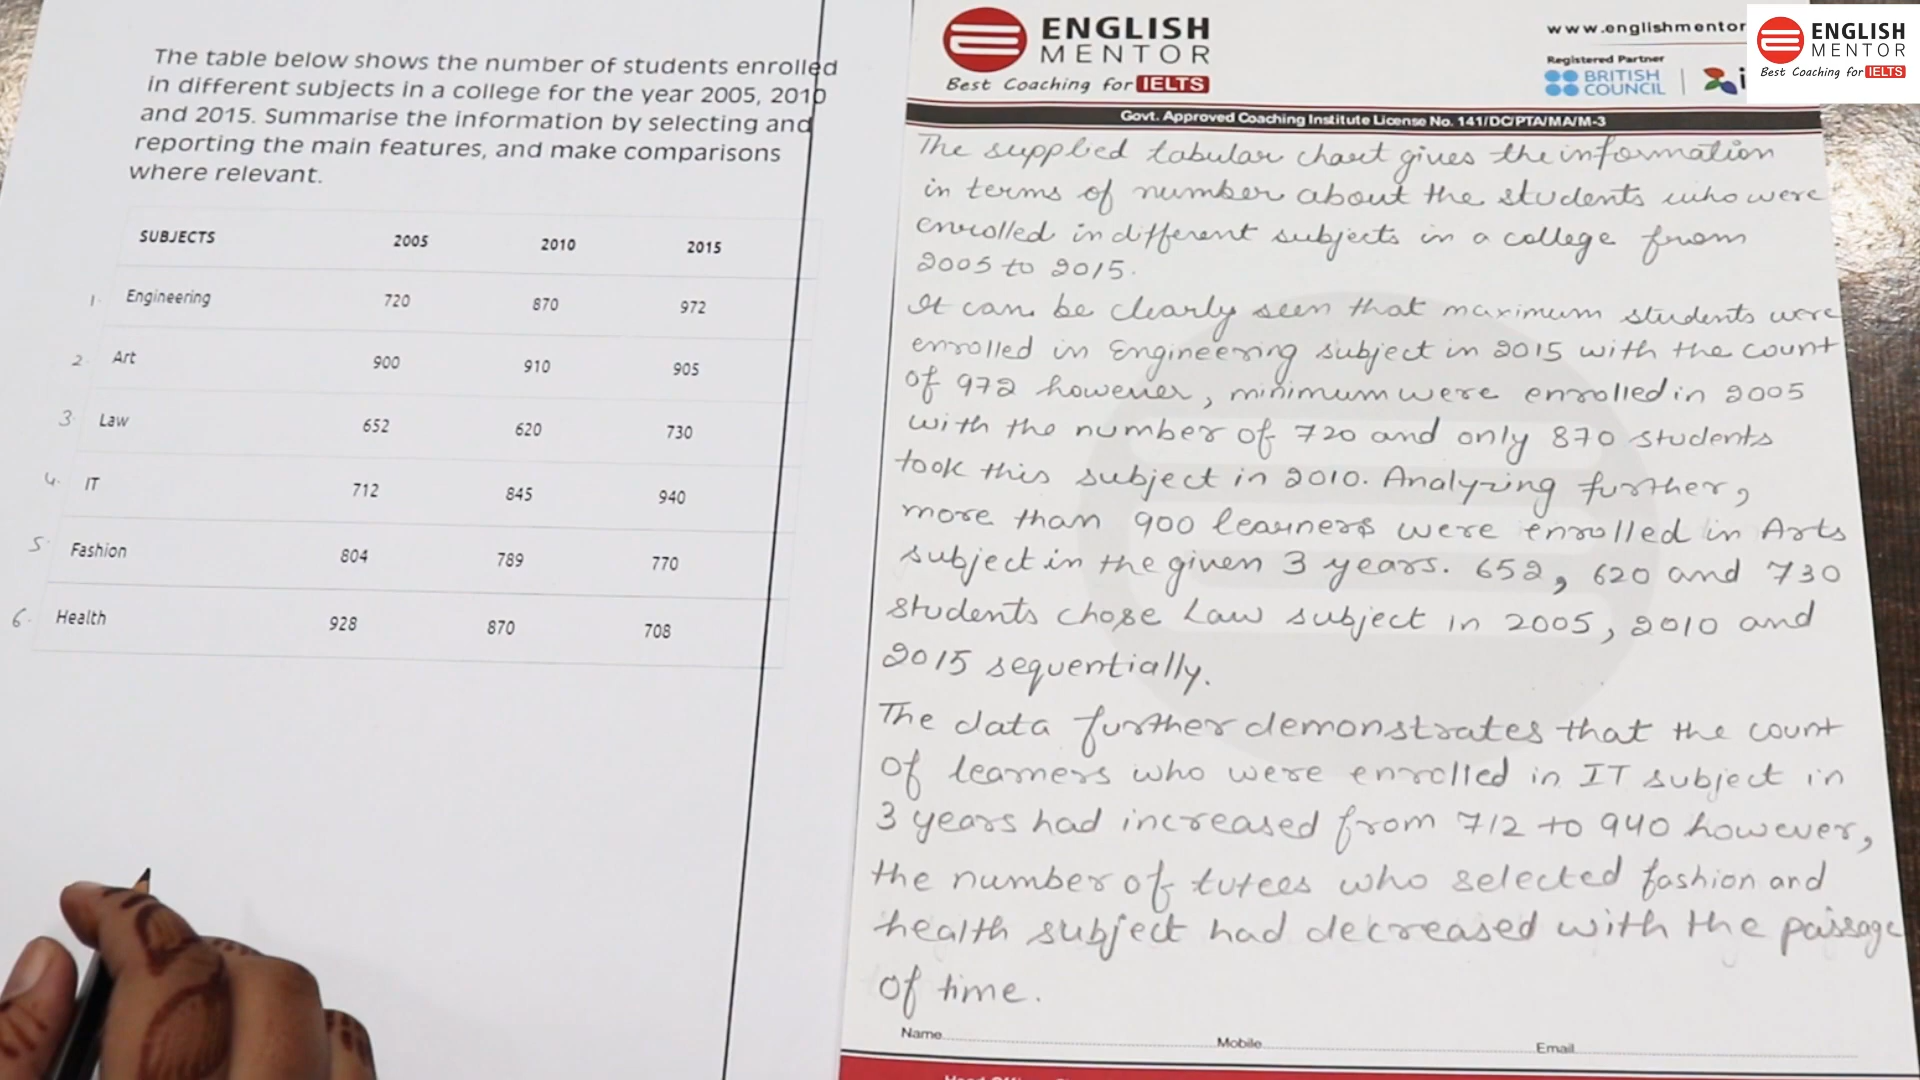 The table below shows the number of students enrolled
in different subjects in a college for the year 2005, 2010
and 2015. Summarise the information by selecting and
reporting the main features, and make comparisons
where relevant.
SUBJECTS 2005 2010 2015
1. Engineering 720 870 972
2. Art 900 910 905
3. Law 652 620 730
4. IT 712 845 940
5. Fashion 804 789 770
6. Health 928 870 708
ENGLISH
MENTOR
Best Coaching for IELTS
www.englishmentor
Registered Partner
BRITISH
COUNCIL
ENGLISH
MENTOR
Best Coaching for IELTS
Govt. Approved Coaching Institute License No. 141/DC/PTA/MA/M-3
The supplied tabular chart gives the information
in terms of number about the students who were
enrolled in different subjects in a college from
2005 to 2015.
It can be clearly seen that maximum students were
enrolled in Engineering subject in 2015 with the count
of 972 however, minimum were enrolled in 2005
with the number of 720 and only 870 students
took this subject in 2010. Analyzing further,
more than 900 learners were enrolled in Arts
subject in the given 3 years. 652, 620 and 730
students chose Law subject in 2005, 2010 and
2015 sequentially.
The data further demonstrates that the count
of learners who were enrolled in IT subject in
3 years had increased from 712 to 940 however,
the number of tutees who selected fashion and
health subject had decreased with the passage
of time.
Name Mobile Email